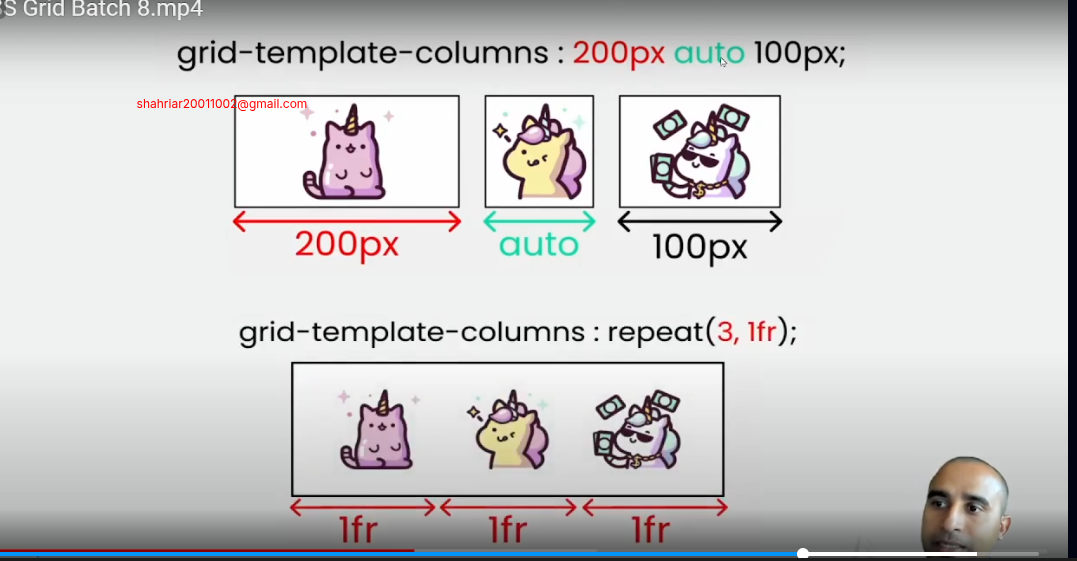 S Grid Batch 8.mp4
grid-template-columns : 200px auto 100px;
shahriar20011002@gmail.com
200px auto 100px
grid-template-columns : repeat(3, 1fr);
1fr 1fr 1fr